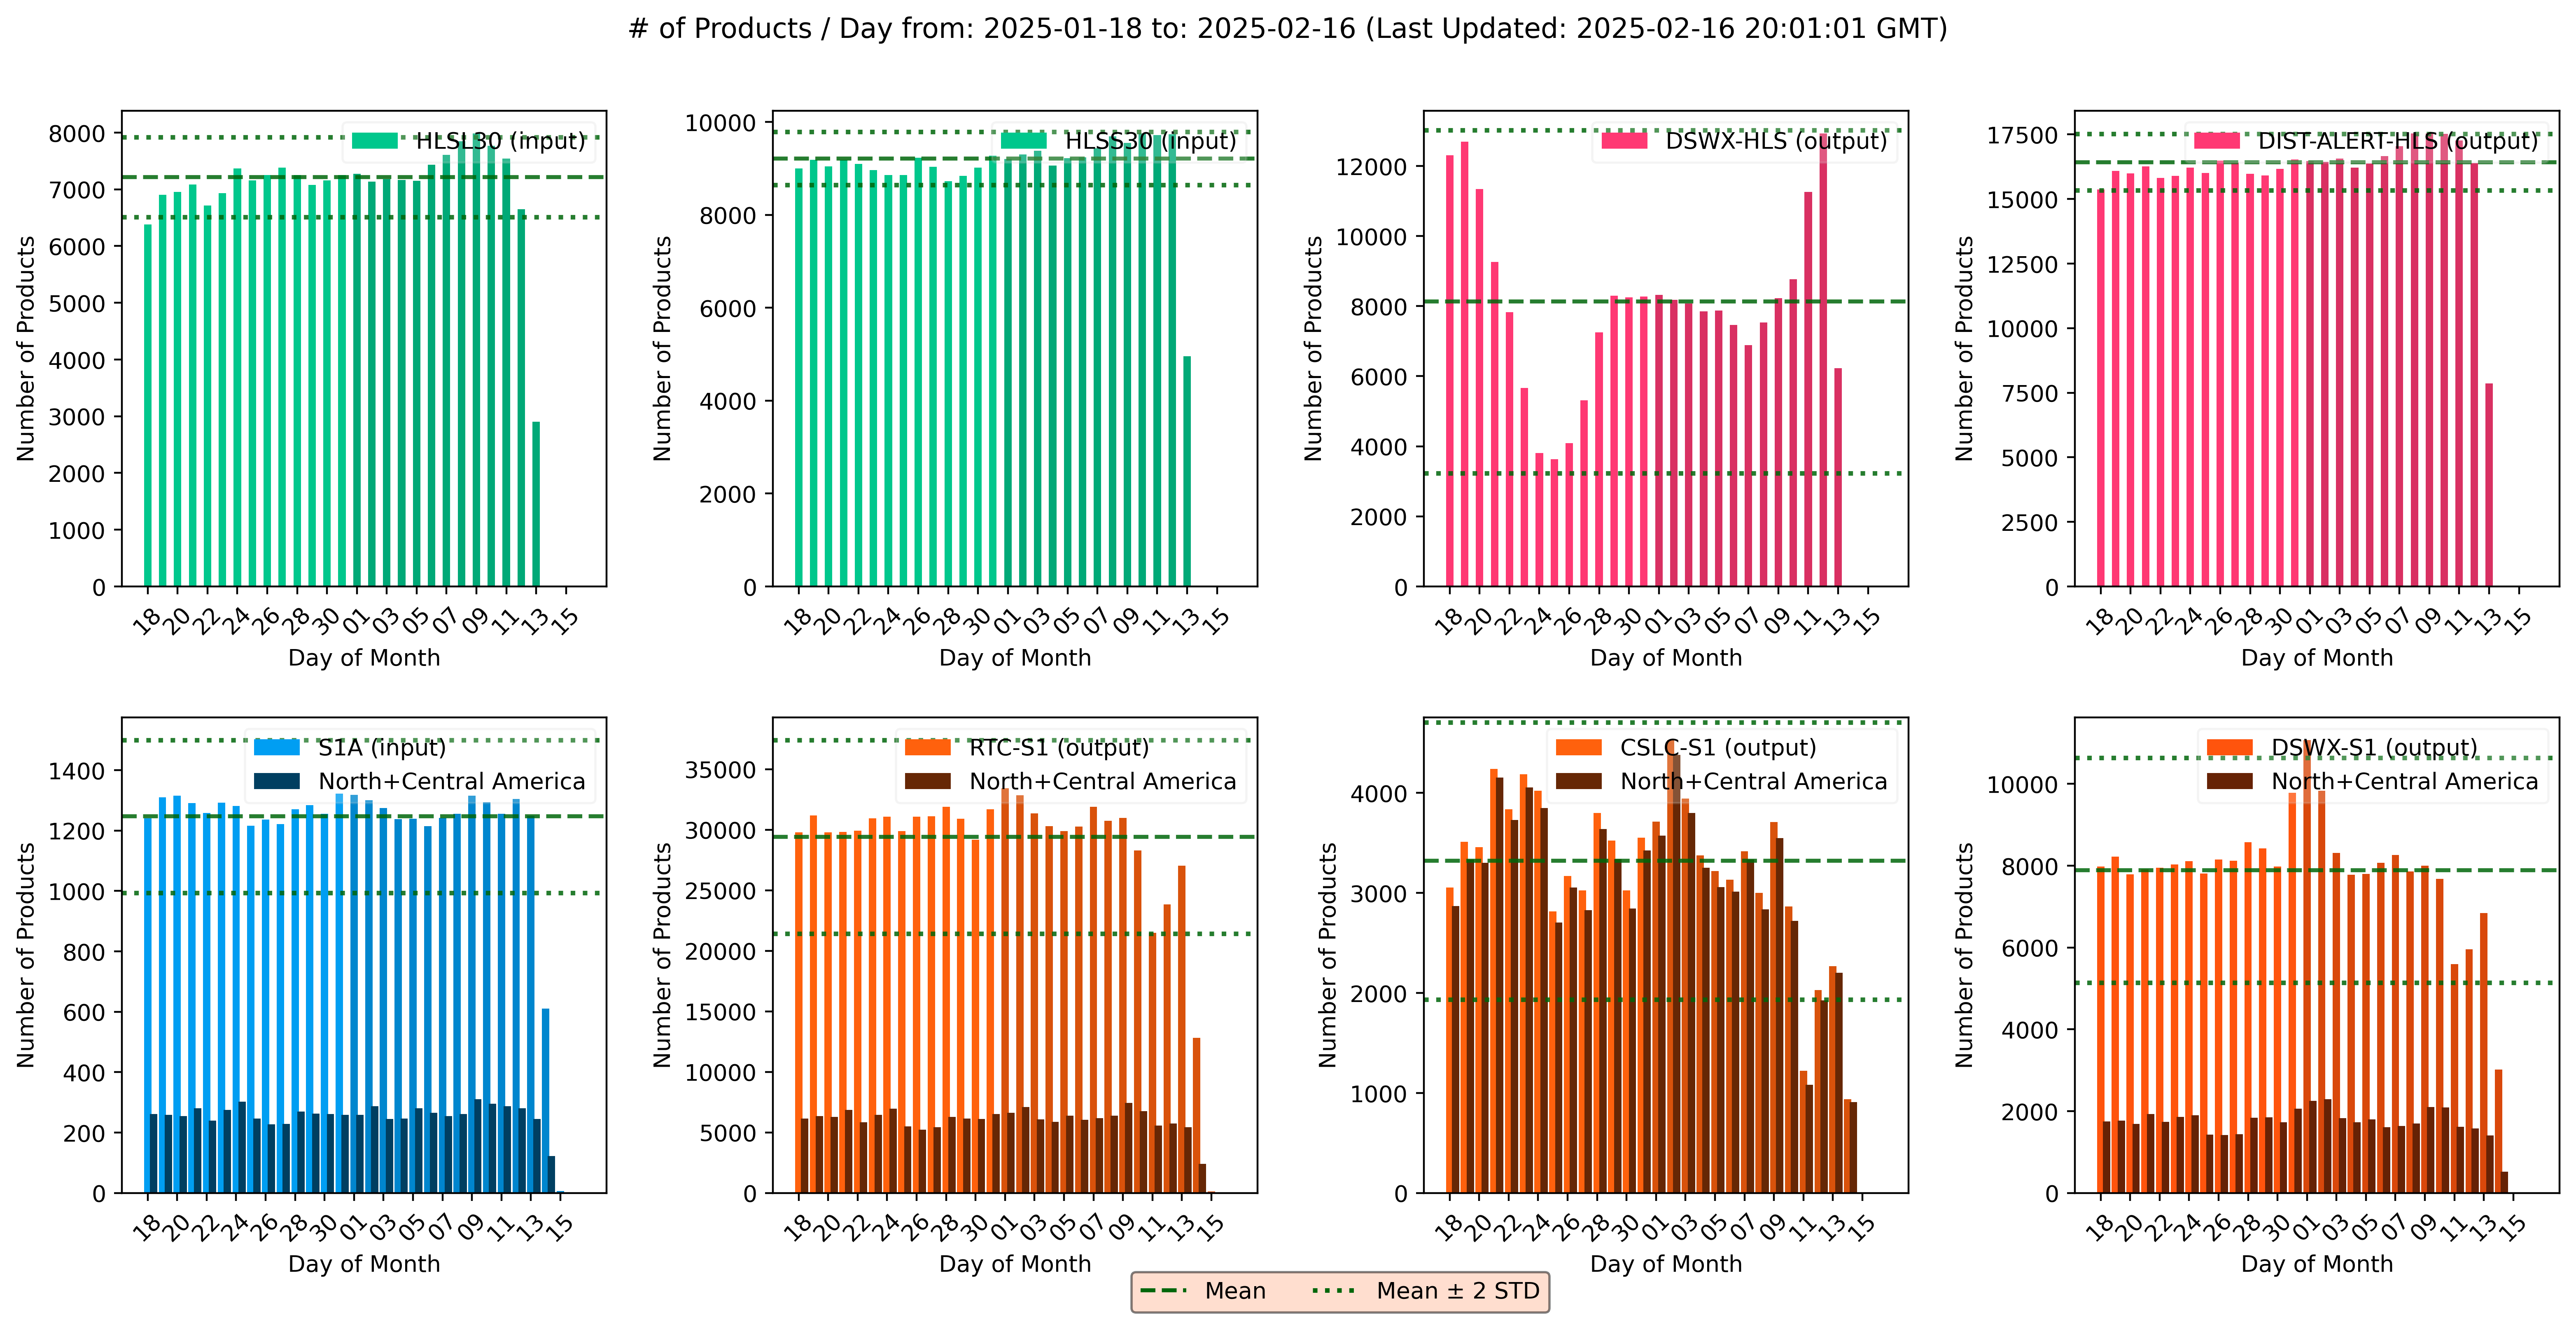 # of Products / Day from: 2025-01-18 to: 2025-02-16 (Last Updated: 2025-02-16 20:01:01 GMT)
HLSL30 (input)
Number of Products
8000
7000
6000
5000
4000
3000
2000
1000
0
18 20 22 24 26 28 30 01 03 05 07 09 11 13 15
Day of Month
HLSS30 (input)
Number of Products
10000
8000
6000
4000
2000
0
18 20 22 24 26 28 30 01 03 05 07 09 11 13 15
Day of Month
DSWX-HLS (output)
Number of Products
12000
10000
8000
6000
4000
2000
0
18 20 22 24 26 28 30 01 03 05 07 09 11 13 15
Day of Month
DIST-ALERT-HLS (output)
Number of Products
17500
15000
12500
10000
7500
5000
2500
0
18 20 22 24 26 28 30 01 03 05 07 09 11 13 15
Day of Month
S1A (input)
North+Central America
Number of Products
1400
1200
1000
800
600
400
200
0
18 20 22 24 26 28 30 01 03 05 07 09 11 13 15
Day of Month
RTC-S1 (output)
North+Central America
Number of Products
35000
30000
25000
20000
15000
10000
5000
0
18 20 22 24 26 28 30 01 03 05 07 09 11 13 15
Day of Month
CSLC-S1 (output)
North+Central America
Number of Products
4000
3000
2000
1000
0
18 20 22 24 26 28 30 01 03 05 07 09 11 13 15
Day of Month
DSWX-S1 (output)
North+Central America
Number of Products
10000
8000
6000
4000
2000
0
18 20 22 24 26 28 30 01 03 05 07 09 11 13 15
Day of Month
Mean
Mean ± 2 STD